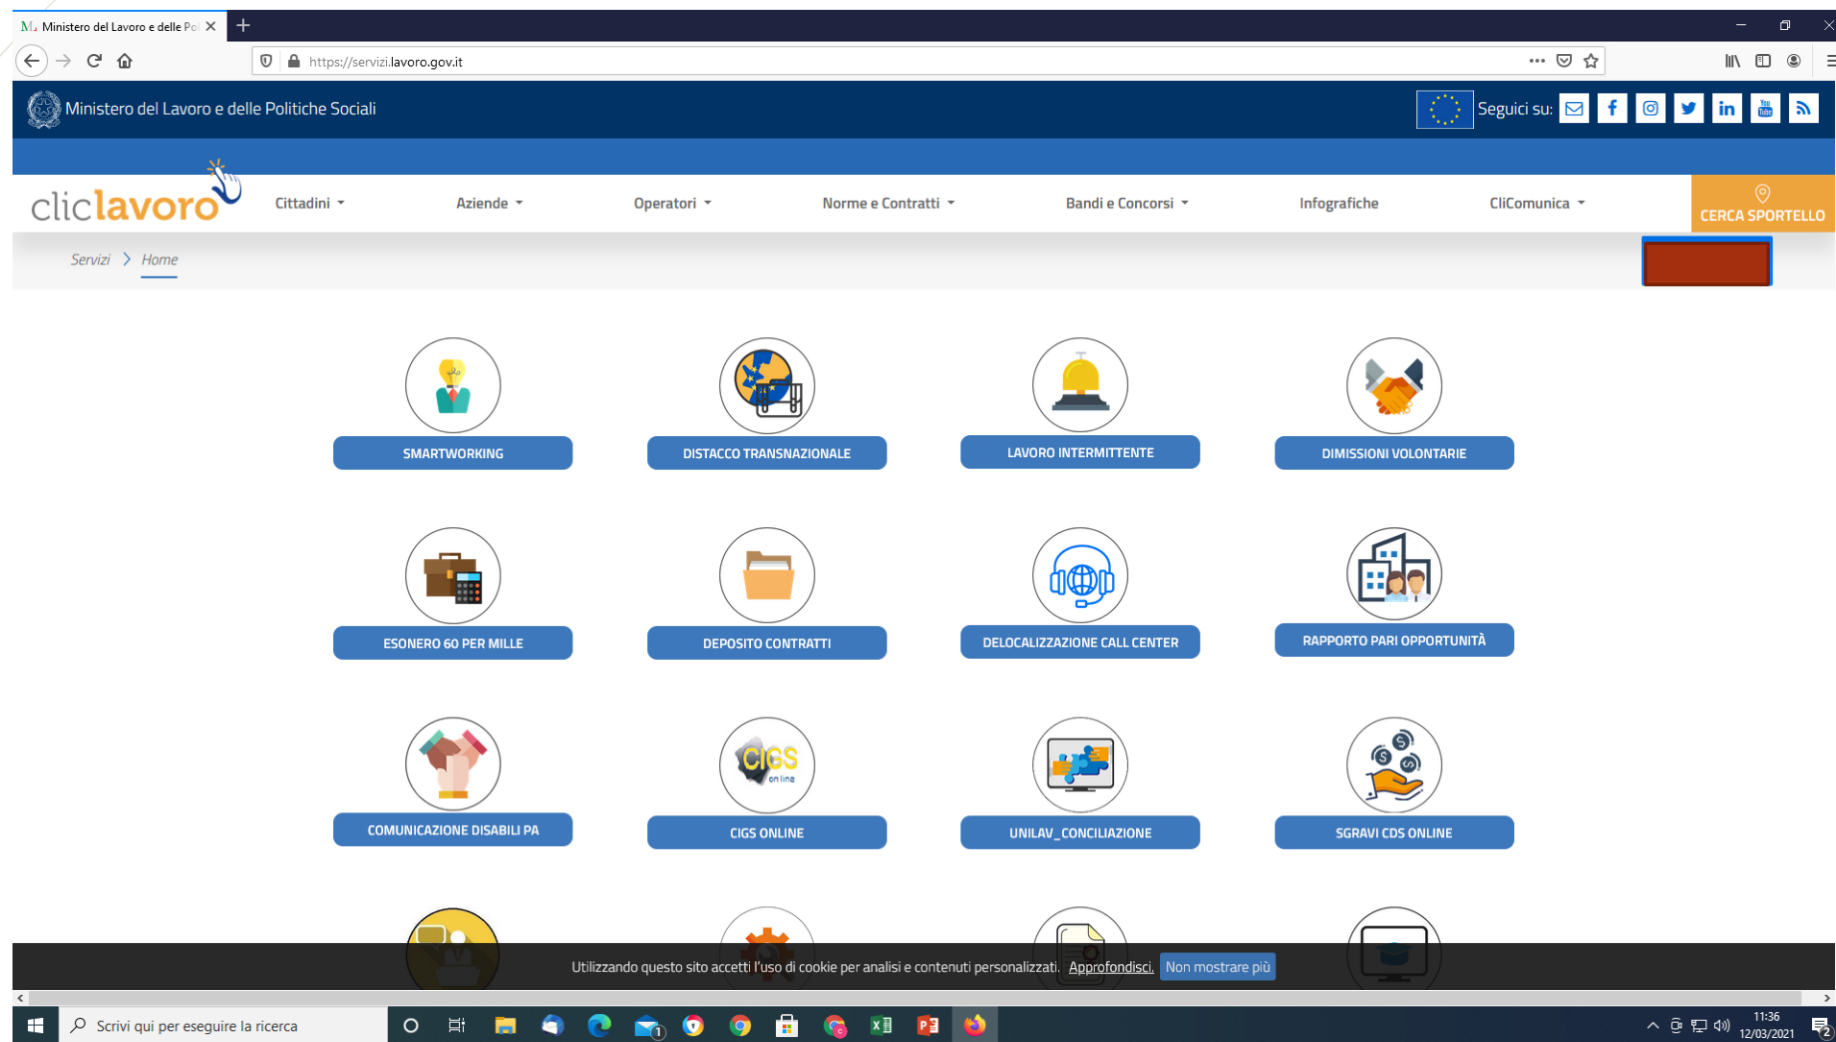 Ministero del Lavoro e delle Pol
https://servizi.lavoro.gov.it
Ministero del Lavoro e delle Politiche Sociali
Seguici su:
cliclavoro
Cittadini
Aziende
Operatori
Norme e Contratti
Bandi e Concorsi
Infografiche
CliComunica
CERCA SPORTELLO
Servizi > Home
SMARTWORKING
DISTACCO TRANSNAZIONALE
LAVORO INTERMITTENTE
DIMISSIONI VOLONTARIE
ESONERO 60 PER MILLE
DEPOSITO CONTRATTI
DELOCALIZZAZIONE CALL CENTER
RAPPORTO PARI OPPORTUNITÀ
CIGS
on line
COMUNICAZIONE DISABILI PA
CIGS ONLINE
UNILAV_CONCILIAZIONE
SGRAVI CDS ONLINE
Utilizzando questo sito accetti l'uso di cookie per analisi e contenuti personalizzati. Approfondisci. Non mostrare più
Scrivi qui per eseguire la ricerca
11:36
12/03/2021